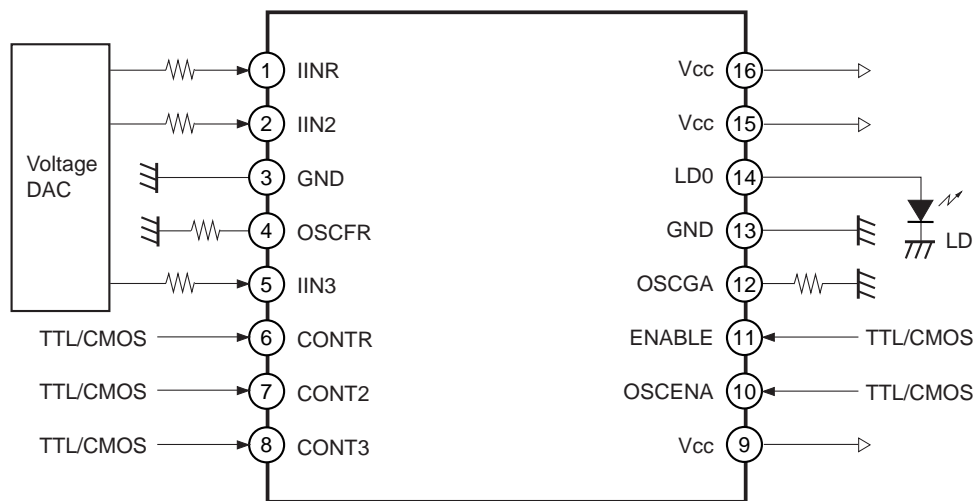 Voltage
DAC
1 IINR
2 IIN2
3 GND
4 OSCFR
5 IIN3
TTL/CMOS 6 CONTR
TTL/CMOS 7 CONT2
TTL/CMOS 8 CONT3
Vcc 16
Vcc 15
LD0 14
LD
GND 13
OSCGA 12
ENABLE 11 TTL/CMOS
OSCENA 10 TTL/CMOS
Vcc 9